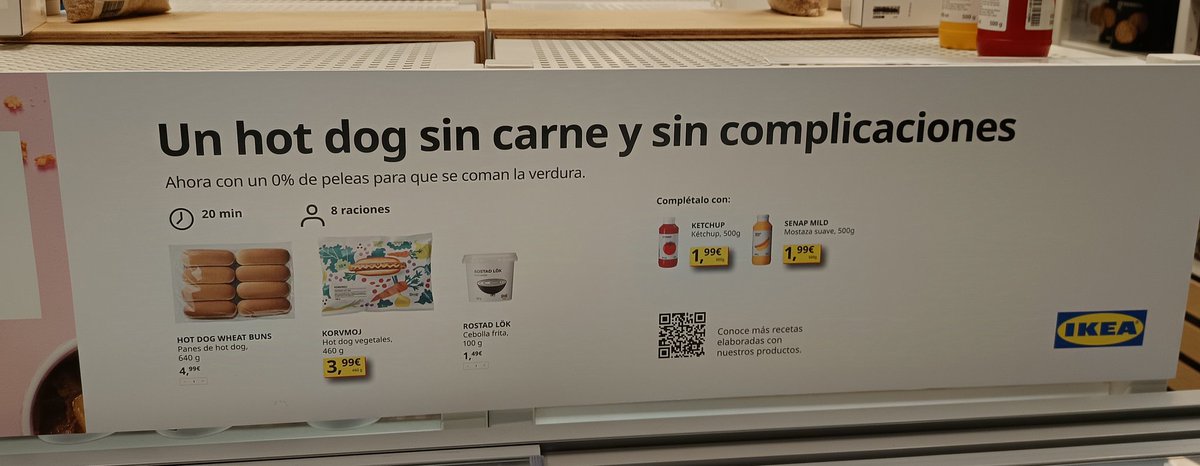 Un hot dog sin carne y sin complicaciones
Ahora con un 0% de peleas para que se coman la verdura.
20 min
8 raciones
HOT DOG WHEAT BUNS
Panes de hot dog,
640 g
4,99€
KORVMOJ
Hot dog vegetales,
460 g
3,99€
ROSTAD LÖK
ROSTAD LÖK
Cebolla frita,
100 g
1,49€
Complétalo con:
KETCHUP
Kétchup, 500g
1,99€
SENAP MILD
Mostaza suave, 500g
1,99€
Conoce más recetas
elaboradas con
nuestros productos.
IKEA
500 g